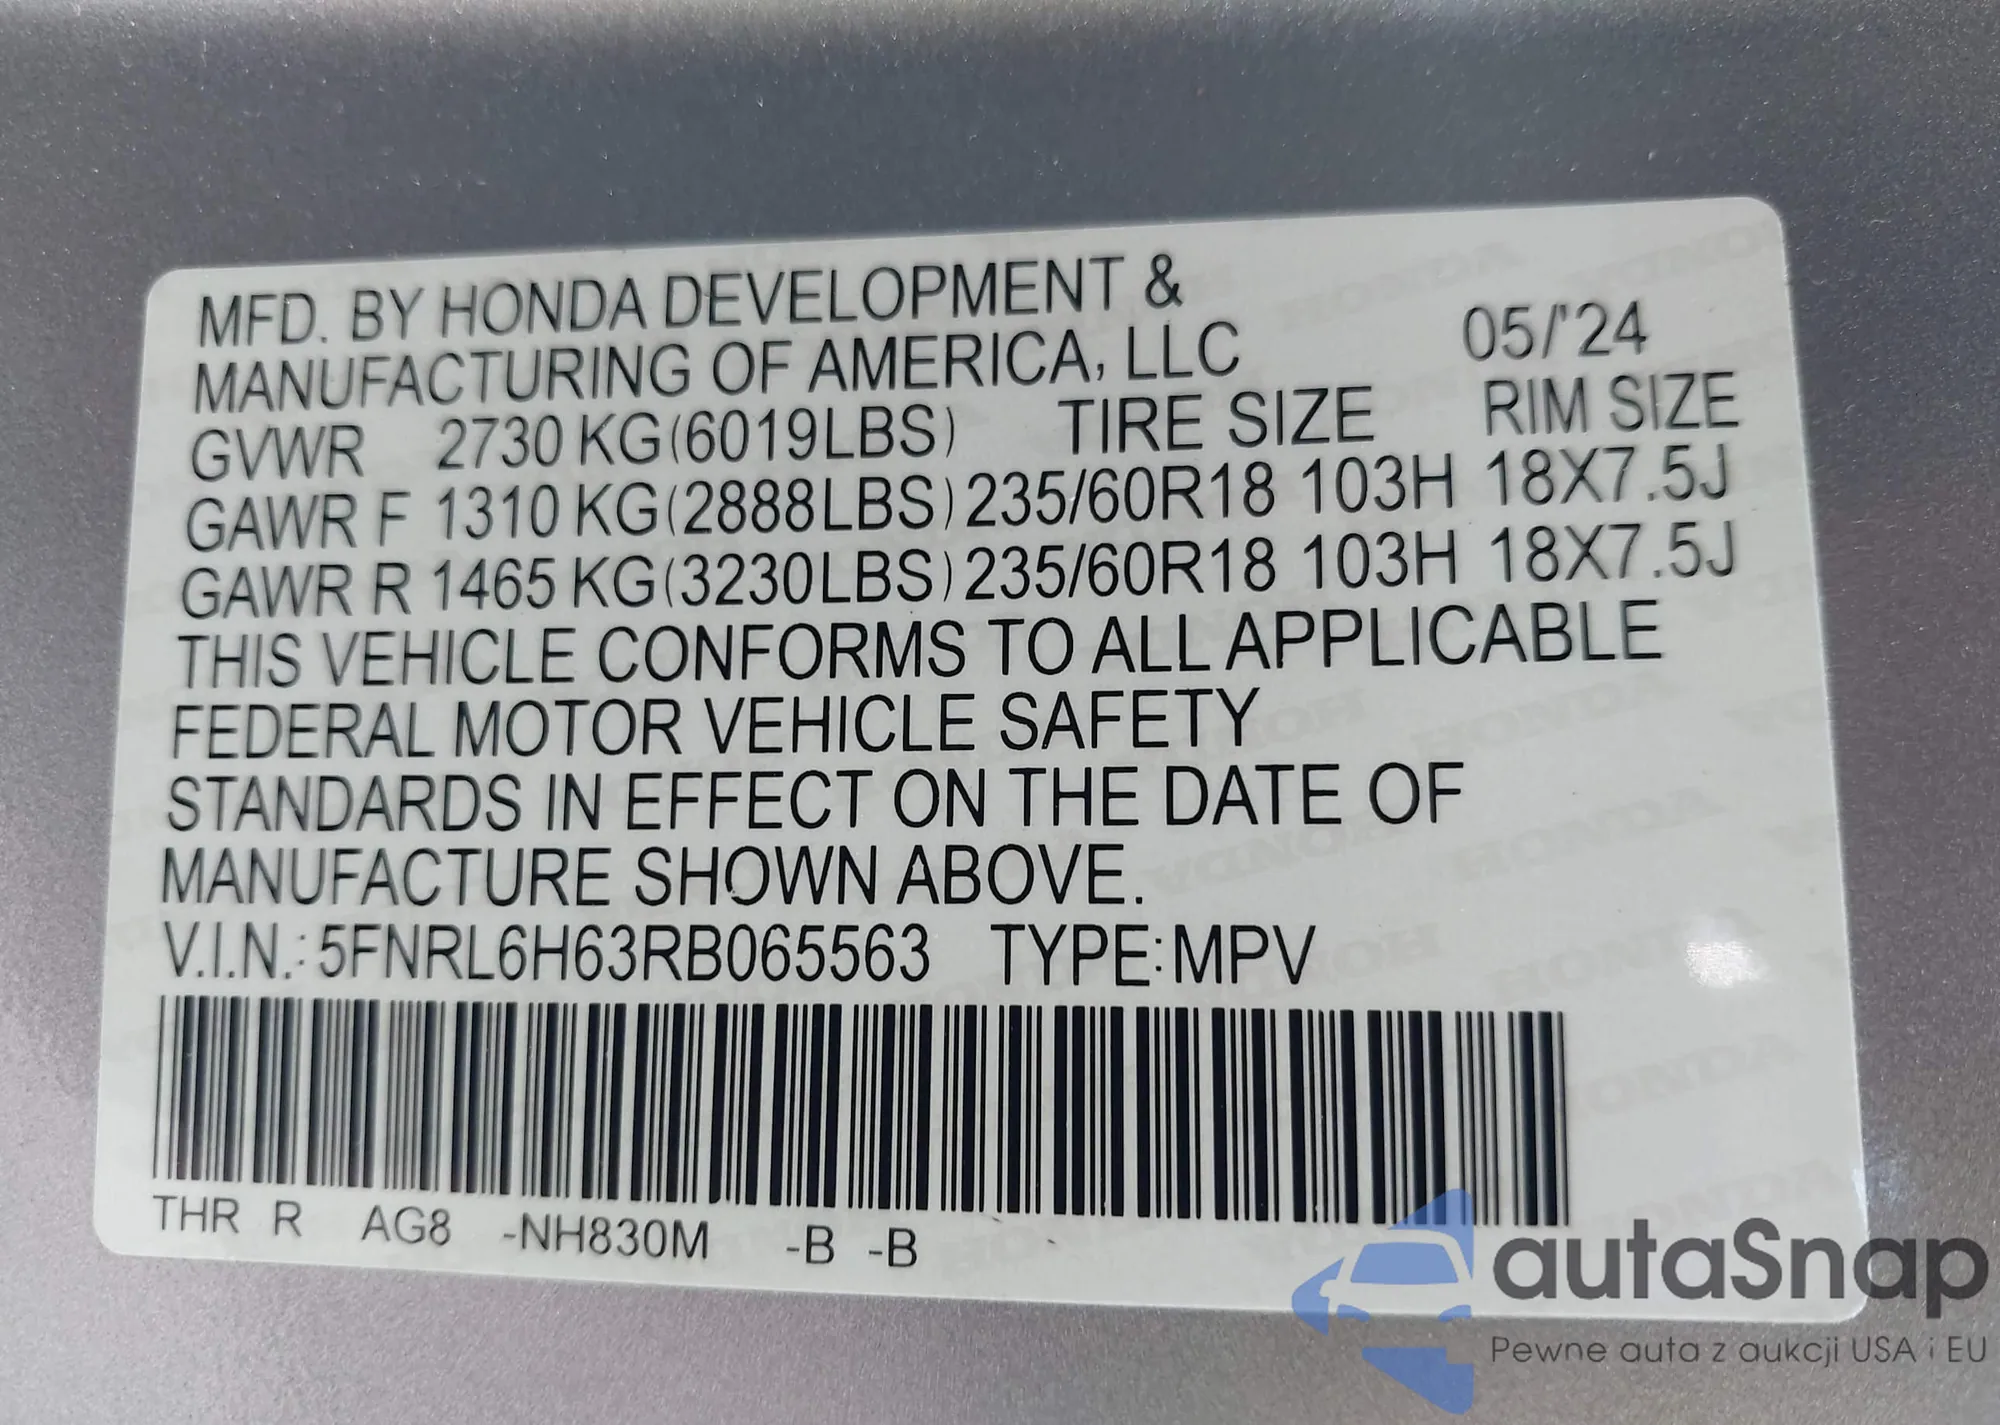 MFD. BY HONDA DEVELOPMENT &
MANUFACTURING OF AMERICA, LLC 05/'24
GVWR 2730 KG(6019LBS) TIRE SIZE RIM SIZE
GAWR F 1310 KG(2888LBS) 235/60R18 103H 18X7.5J
GAWR R 1465 KG(3230LBS) 235/60R18 103H 18X7.5J
THIS VEHICLE CONFORMS TO ALL APPLICABLE
FEDERAL MOTOR VEHICLE SAFETY
STANDARDS IN EFFECT ON THE DATE OF
MANUFACTURE SHOWN ABOVE.
V.I.N.: 5FNRL6H63RB065563 TYPE:MPV
THR R AG8 -NH830M -B -B
autaSnap
Pewne auta z aukcji USA i EU